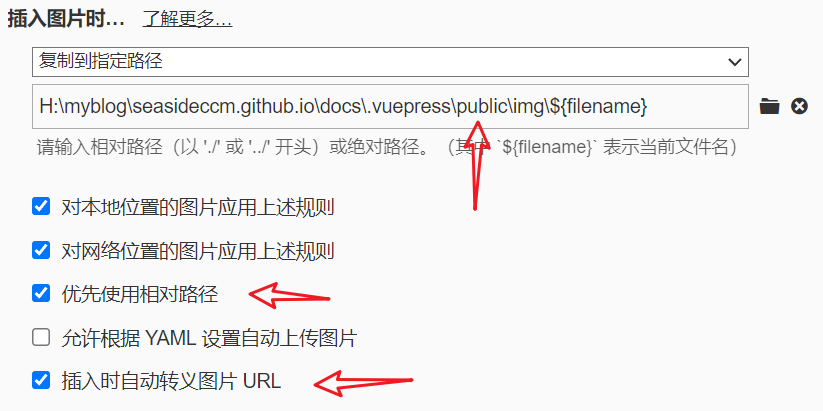 插入图片时... 了解更多...
复制到指定路径
H:\myblog\seasideccm.github.io\docs\.vuepress\public\img\${filename}
请输入相对路径（以 './' 或 '../' 开头）或绝对路径。（其中 `${filename}` 表示当前文件名）
对本地位置的图片应用上述规则
对网络位置的图片应用上述规则
优先使用相对路径
允许根据 YAML 设置自动上传图片
插入时自动转义图片 URL